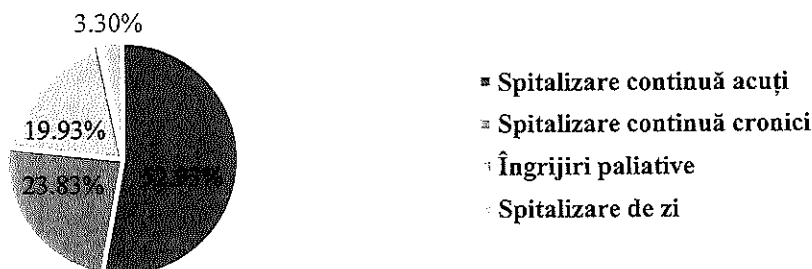 3.30%
19.93%
23.83%
Spitalizare continuă acuți
Spitalizare continuă cronici
Îngrijiri paliative
Spitalizare de zi